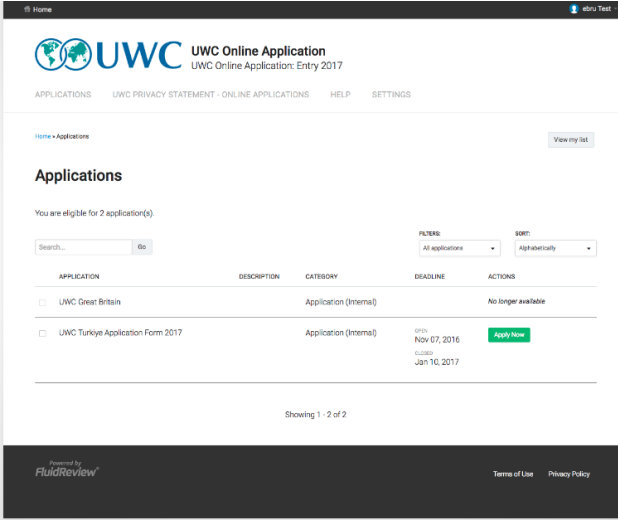 Home
ebru Test
UWC
UWC Online Application
UWC Online Application: Entry 2017
APPLICATIONS UWC PRIVACY STATEMENT - ONLINE APPLICATIONS HELP SETTINGS
Home » Applications
View my list
Applications
You are eligible for 2 application(s).
FILTERS: SORT:
Search... Go All applications Alphabetically
APPLICATION DESCRIPTION CATEGORY DEADLINE ACTIONS
UWC Great Britain Application (Internal) No longer available
UWC Turkiye Application Form 2017 Application (Internal) OPEN: Apply Now
Nov 07, 2016
CLOSED:
Jan 10, 2017
Showing 1 - 2 of 2
Powered by
FluidReview
Terms of Use Privacy Policy